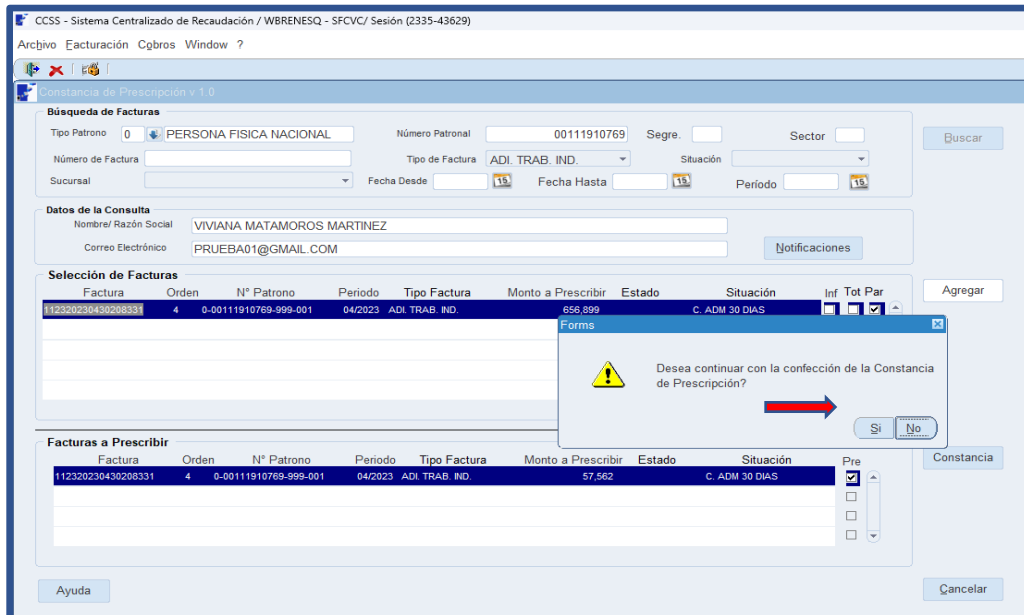 CCSS - Sistema Centralizado de Recaudación / WBRENESQ - SFCVC/ Sesión (2335-43629)
Archivo Facturación Cobros Window ?
Constancia de Prescripción v 1.0
Búsqueda de Facturas
Tipo Patrono 0 PERSONA FISICA NACIONAL Número Patronal 00111910769 Segre. Sector Buscar
Número de Factura Tipo de Factura ADI. TRAB. IND. Situación
Sucursal Fecha Desde 15 Fecha Hasta 15 Período 15
Datos de la Consulta
Nombre/ Razón Social VIVIANA MATAMOROS MARTINEZ
Correo Electrónico PRUEBA01@GMAIL.COM Notificaciones
Selección de Facturas
Factura Orden N° Patrono Periodo Tipo Factura Monto a Prescribir Estado Situación Inf Tot Par Agregar
112320230430208331 4 0-00111910769-999-001 04/2023 ADI. TRAB. IND. 656,899 C. ADM 30 DIAS
Forms
Desea continuar con la confección de la Constancia
de Prescripción?
Si No
Facturas a Prescribir
Factura Orden N° Patrono Periodo Tipo Factura Monto a Prescribir Estado Situación Pre Constancia
112320230430208331 4 0-00111910769-999-001 04/2023 ADI. TRAB. IND. 57,562 C. ADM 30 DIAS
Ayuda Cancelar